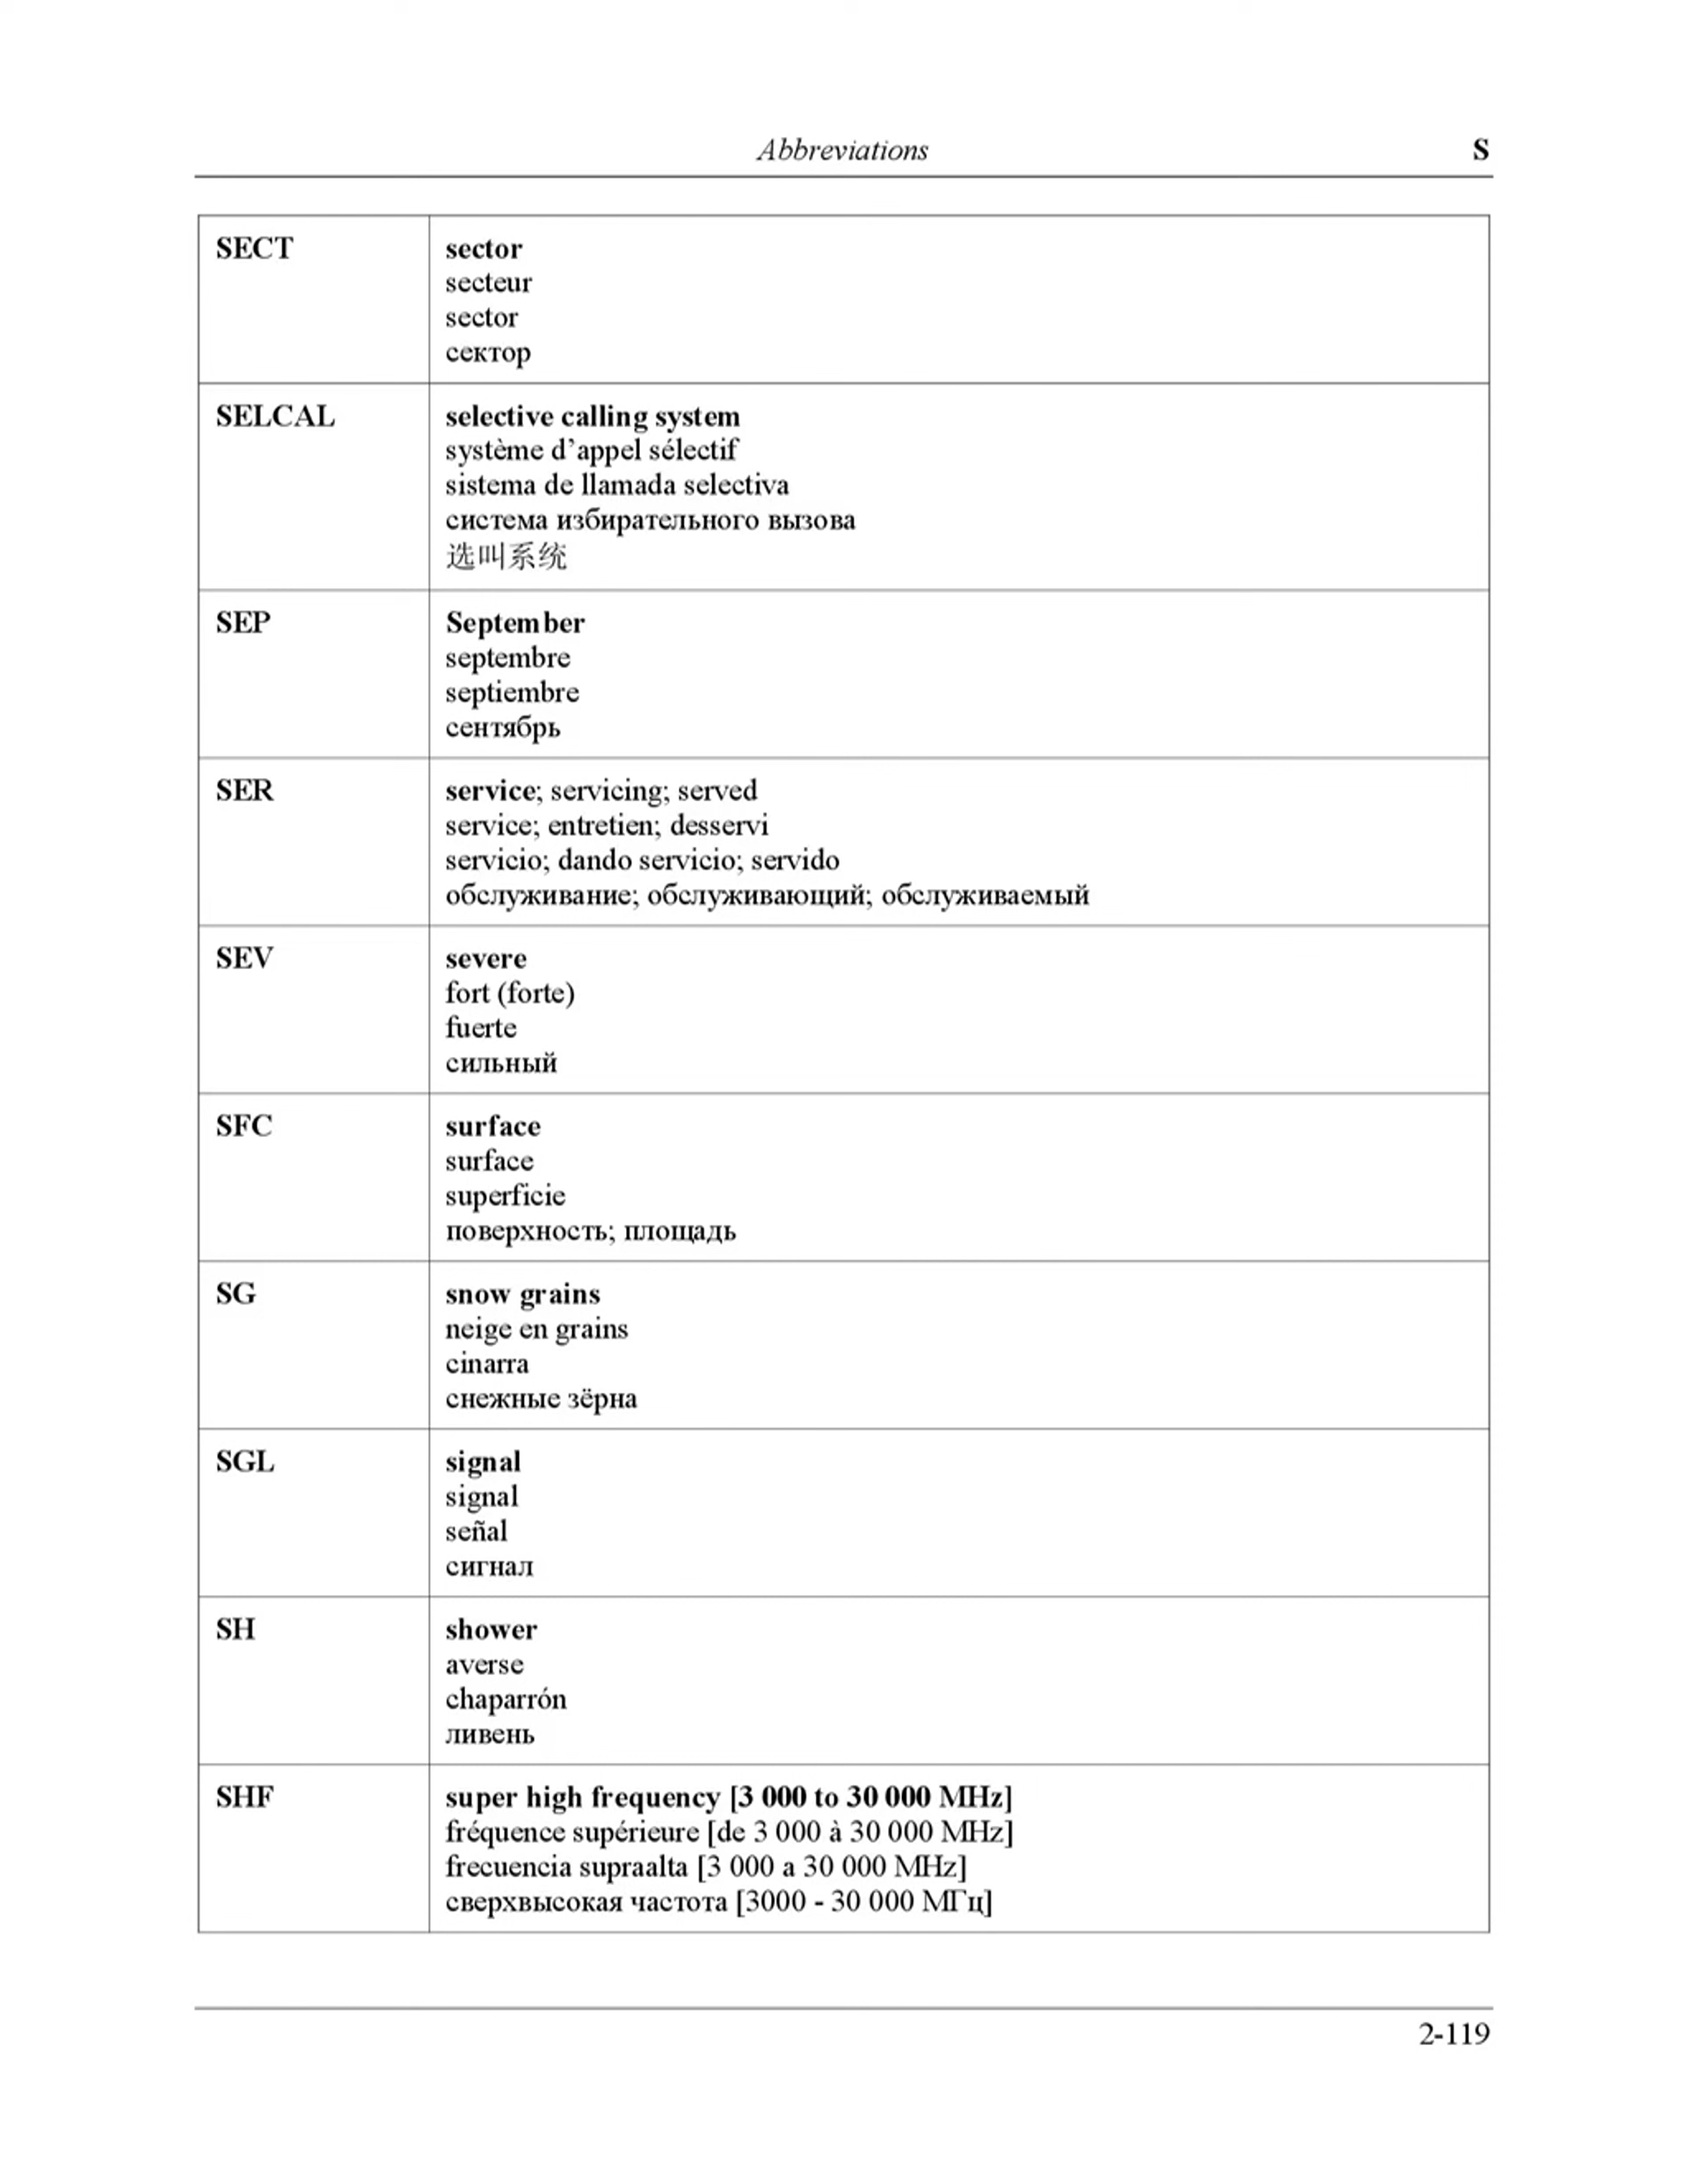 Abbreviations S
SECT sector
secteur
sector
сектор
SELCAL selective calling system
système d’appel sélectif
sistema de llamada selectiva
система избирательного вызова
选叫系统
SEP September
septembre
septiembre
сентябрь
SER service; servicing; served
service; entretien; desservi
servicio; dando servicio; servido
обслуживание; обслуживающий; обслуживаемый
SEV severe
fort (forte)
fuerte
сильный
SFC surface
surface
superficie
поверхность; площадь
SG snow grains
neige en grains
cinarra
снежные зёрна
SGL signal
signal
señal
сигнал
SH shower
averse
chaparrón
ливень
SHF super high frequency [3 000 to 30 000 MHz]
fréquence supérieure [de 3 000 à 30 000 MHz]
frecuencia supraalta [3 000 a 30 000 MHz]
сверхвысокая частота [3000 - 30 000 МГц]
2-119